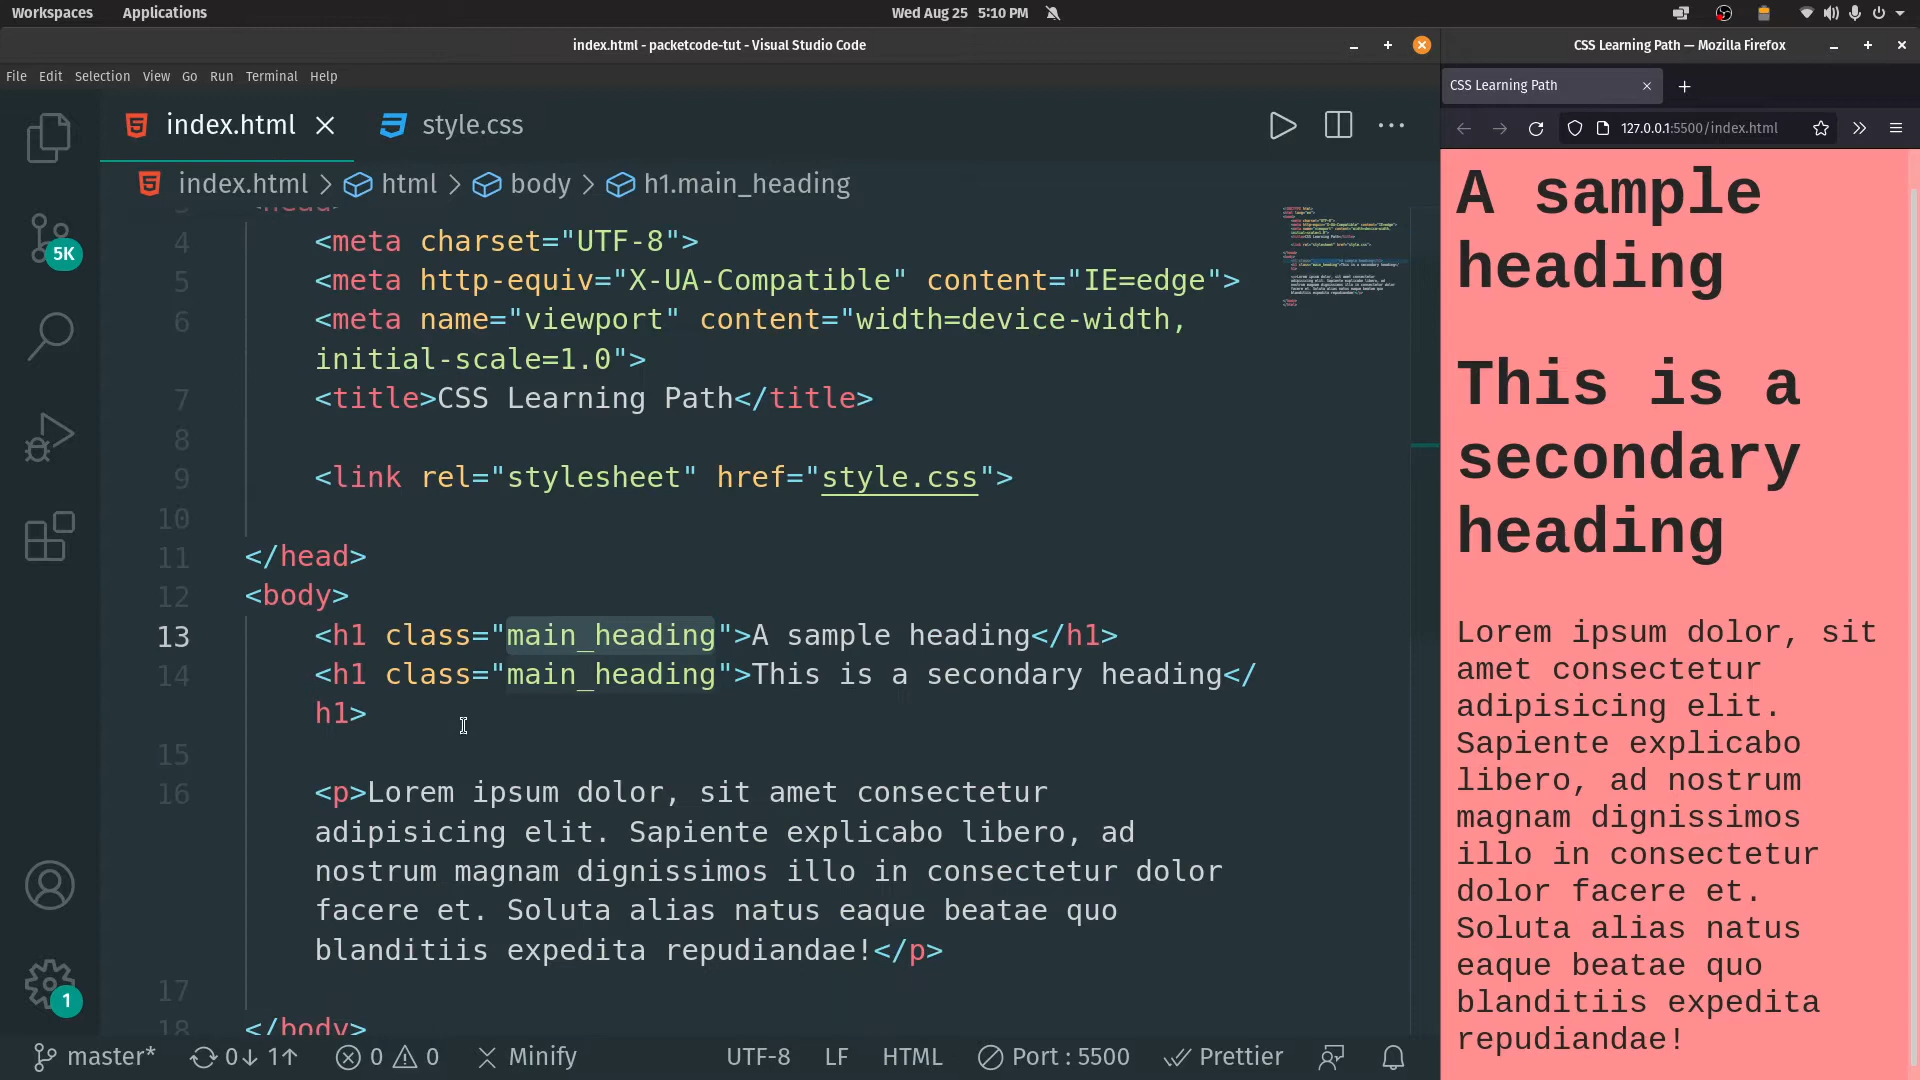 Workspaces Applications Wed Aug 25 5:10 PM
index.html - packetcode-tut - Visual Studio Code
File Edit Selection View Go Run Terminal Help
index.html style.css
index.html > html > body > h1.main_heading
5K
4 <meta charset="UTF-8">
5 <meta http-equiv="X-UA-Compatible" content="IE=edge">
6 <meta name="viewport" content="width=device-width,
initial-scale=1.0">
7 <title>CSS Learning Path</title>
8
9 <link rel="stylesheet" href="style.css">
10
11 </head>
12 <body>
13 <h1 class="main_heading">A sample heading</h1>
14 <h1 class="main_heading">This is a secondary heading</
h1>
15
16 <p>Lorem ipsum dolor, sit amet consectetur
adipisicing elit. Sapiente explicabo libero, ad
nostrum magnam dignissimos illo in consectetur dolor
facere et. Soluta alias natus eaque beatae quo
blanditiis expedita repudiandae!</p>
17
18 </body>
1
master* 0↓ 1↑ 0 0 Minify UTF-8 LF HTML Port : 5500 Prettier
CSS Learning Path — Mozilla Firefox
CSS Learning Path
127.0.0.1:5500/index.html
A sample
heading
This is a
secondary
heading
Lorem ipsum dolor, sit
amet consectetur
adipisicing elit.
Sapiente explicabo
libero, ad nostrum
magnam dignissimos
illo in consectetur
dolor facere et.
Soluta alias natus
eaque beatae quo
blanditiis expedita
repudiandae!